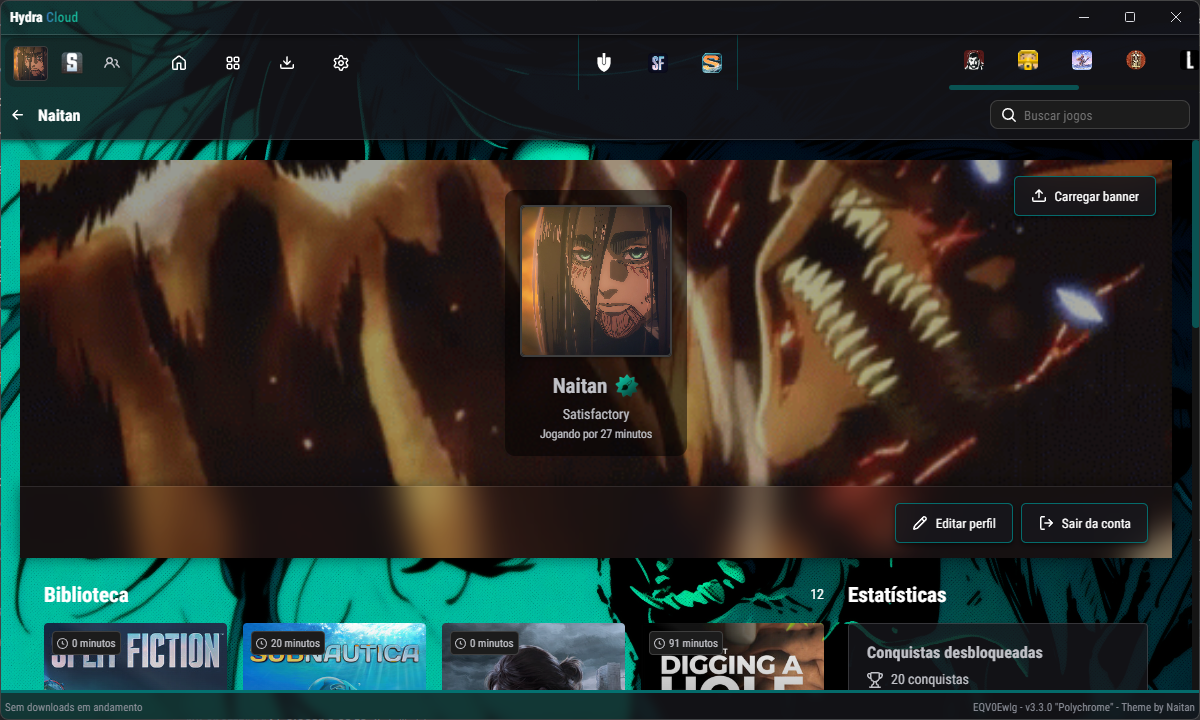 Hydra Cloud
S
SF
S
L
Naitan
Buscar jogos
Carregar banner
Naitan
Satisfactory
Jogando por 27 minutos
Editar perfil
Sair da conta
Biblioteca
12
Estatísticas
0 minutos
SPLIT FICTION
20 minutos
SUBNAUTICA
0 minutos
91 minutos
DIGGING A
HOLE
Conquistas desbloqueadas
20 conquistas
Sem downloads em andamento
EQV0Ewlg - v3.3.0 "Polychrome" - Theme by Naitan